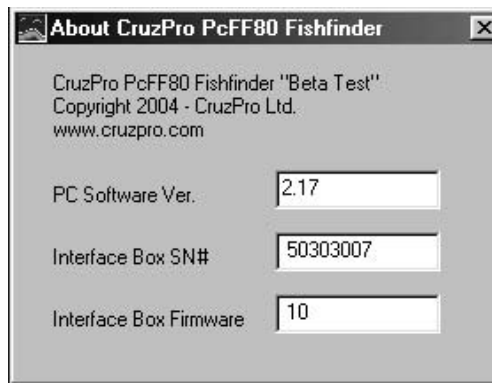 About CruzPro PcFF80 Fishfinder
CruzPro PcFF80 Fishfinder "Beta Test"
Copyright 2004 - CruzPro Ltd.
www.cruzpro.com
PC Software Ver. 2.17
Interface Box SN# 50303007
Interface Box Firmware 10